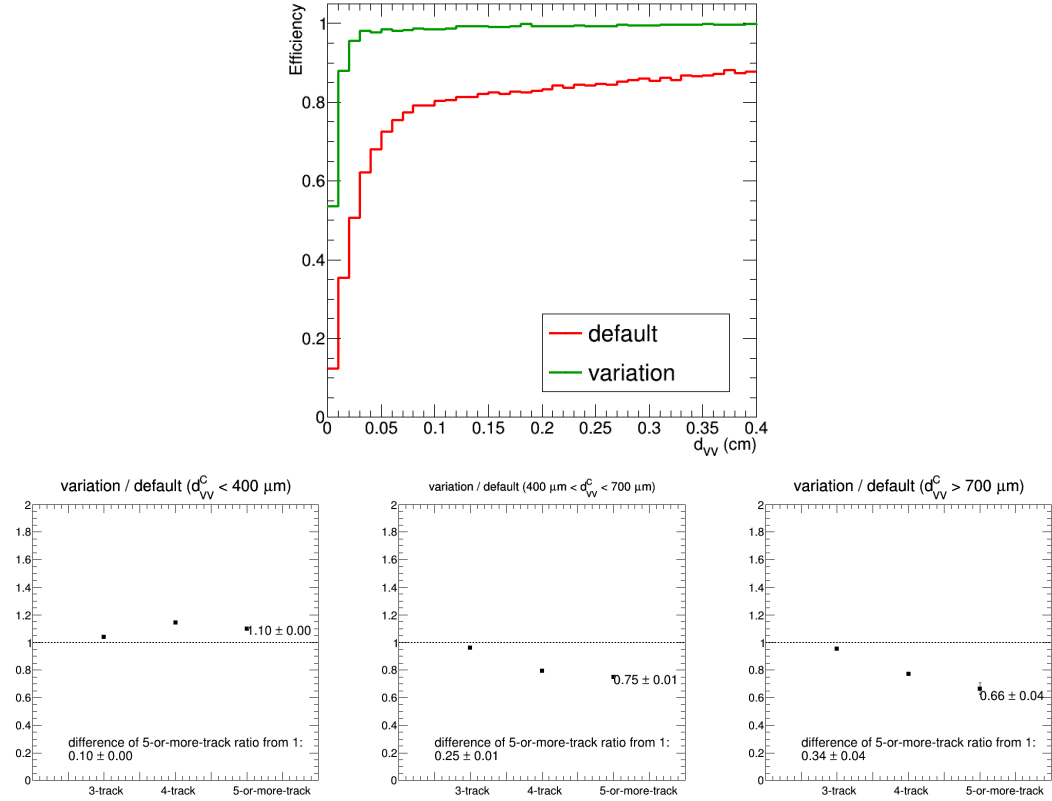 Efficiency
1
0.8
0.6
0.4
0.2
0
0 0.05 0.1 0.15 0.2 0.25 0.3 0.35 0.4
d_VV (cm)
default
variation
variation / default (d^C_VV < 400 μm)
2
1.8
1.6
1.4
1.2
1
0.8
0.6
0.4
0.2
0
1.10 ± 0.00
difference of 5-or-more-track ratio from 1:
0.10 ± 0.00
3-track 4-track 5-or-more-track
variation / default (400 μm < d^C_VV < 700 μm)
2
1.8
1.6
1.4
1.2
1
0.8
0.6
0.4
0.2
0
0.75 ± 0.01
difference of 5-or-more-track ratio from 1:
0.25 ± 0.01
3-track 4-track 5-or-more-track
variation / default (d^C_VV > 700 μm)
2
1.8
1.6
1.4
1.2
1
0.8
0.6
0.4
0.2
0
0.66 ± 0.04
difference of 5-or-more-track ratio from 1:
0.34 ± 0.04
3-track 4-track 5-or-more-track